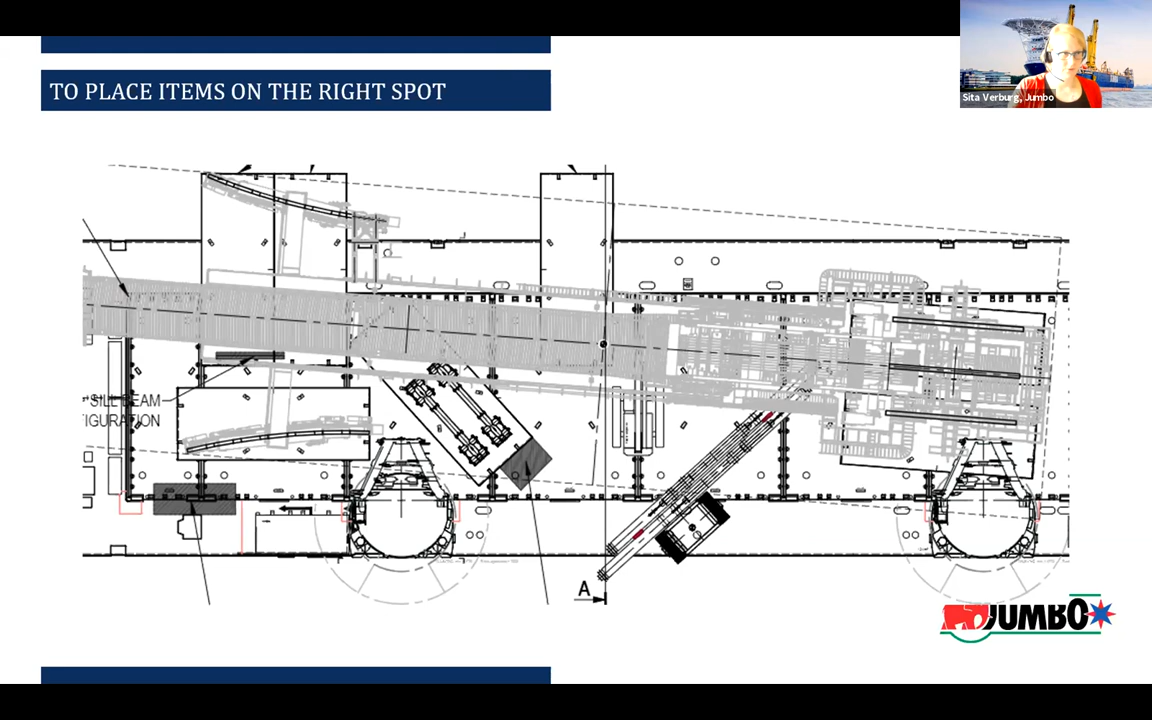 TO PLACE ITEMS ON THE RIGHT SPOT
Sita Verburg, Jumbo
"SILL BEAM
IGURATION
A
JUMBO